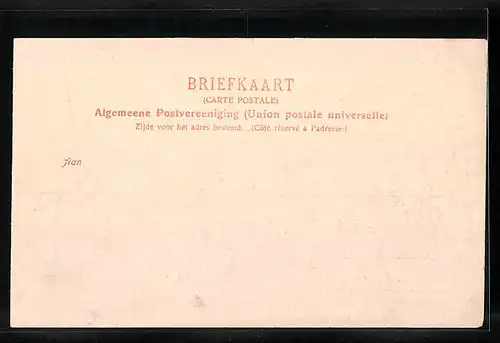 BRIEFKAART
(CARTE POSTALE)
Algemeene Postvereeniging (Union postale universelle)
Zijde voor het adres bestemd. (Côté réservé à l'adresse)
Aan